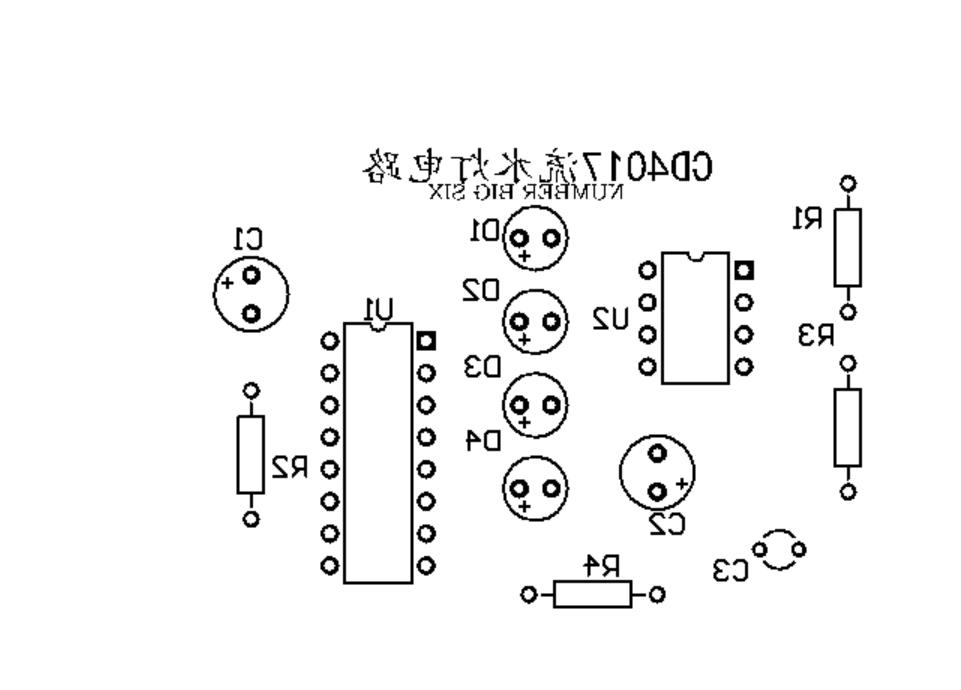 CD4017流水灯电路
NUMBER BIG SIX
D1
R1
C1
D2
U1
U2
R3
D3
D4
R2
C2
R4
C3